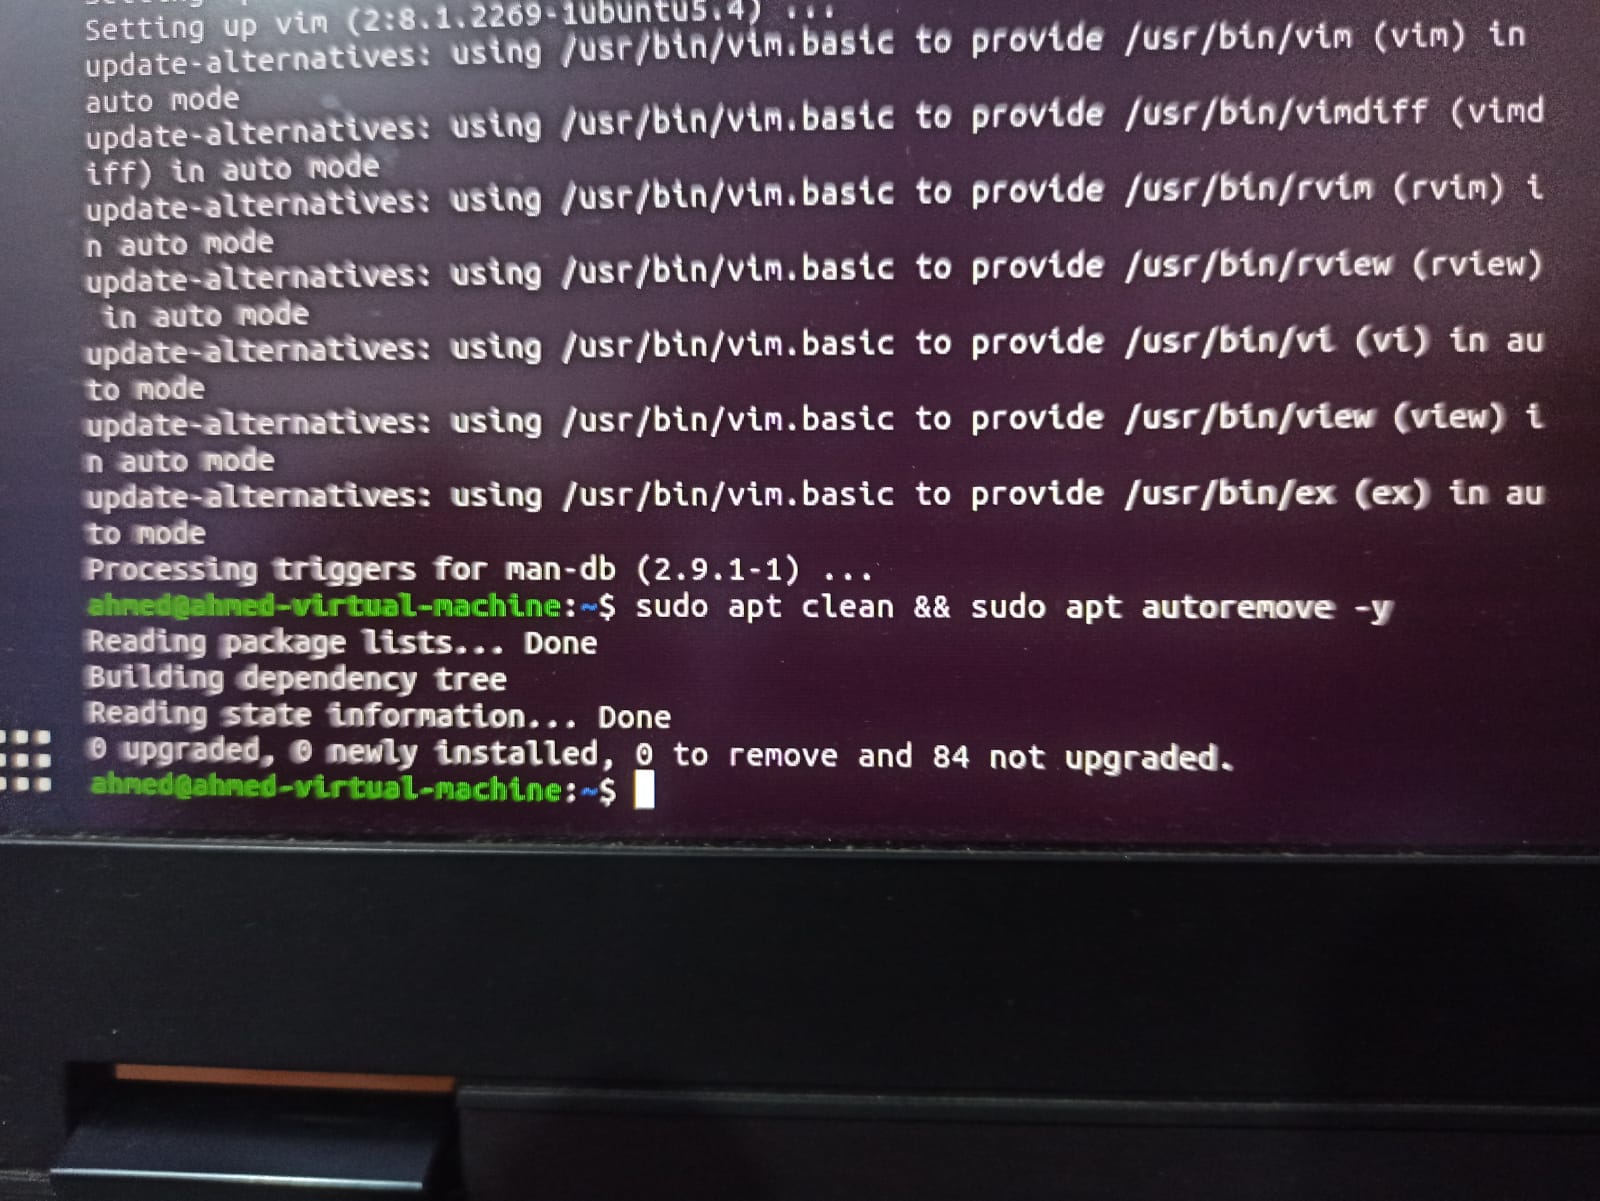 Setting up vim (2:8.1.2269-1ubuntu5.4) ...
update-alternatives: using /usr/bin/vim.basic to provide /usr/bin/vim (vim) in
auto mode
update-alternatives: using /usr/bin/vim.basic to provide /usr/bin/vimdiff (vimd
iff) in auto mode
update-alternatives: using /usr/bin/vim.basic to provide /usr/bin/rvim (rvim) i
n auto mode
update-alternatives: using /usr/bin/vim.basic to provide /usr/bin/rview (rview)
 in auto mode
update-alternatives: using /usr/bin/vim.basic to provide /usr/bin/vi (vi) in au
to mode
update-alternatives: using /usr/bin/vim.basic to provide /usr/bin/view (view) i
n auto mode
update-alternatives: using /usr/bin/vim.basic to provide /usr/bin/ex (ex) in au
to mode
Processing triggers for man-db (2.9.1-1) ...
ahmed@ahmed-virtual-machine:~$ sudo apt clean && sudo apt autoremove -y
Reading package lists... Done
Building dependency tree
Reading state information... Done
0 upgraded, 0 newly installed, 0 to remove and 84 not upgraded.
ahmed@ahmed-virtual-machine:~$